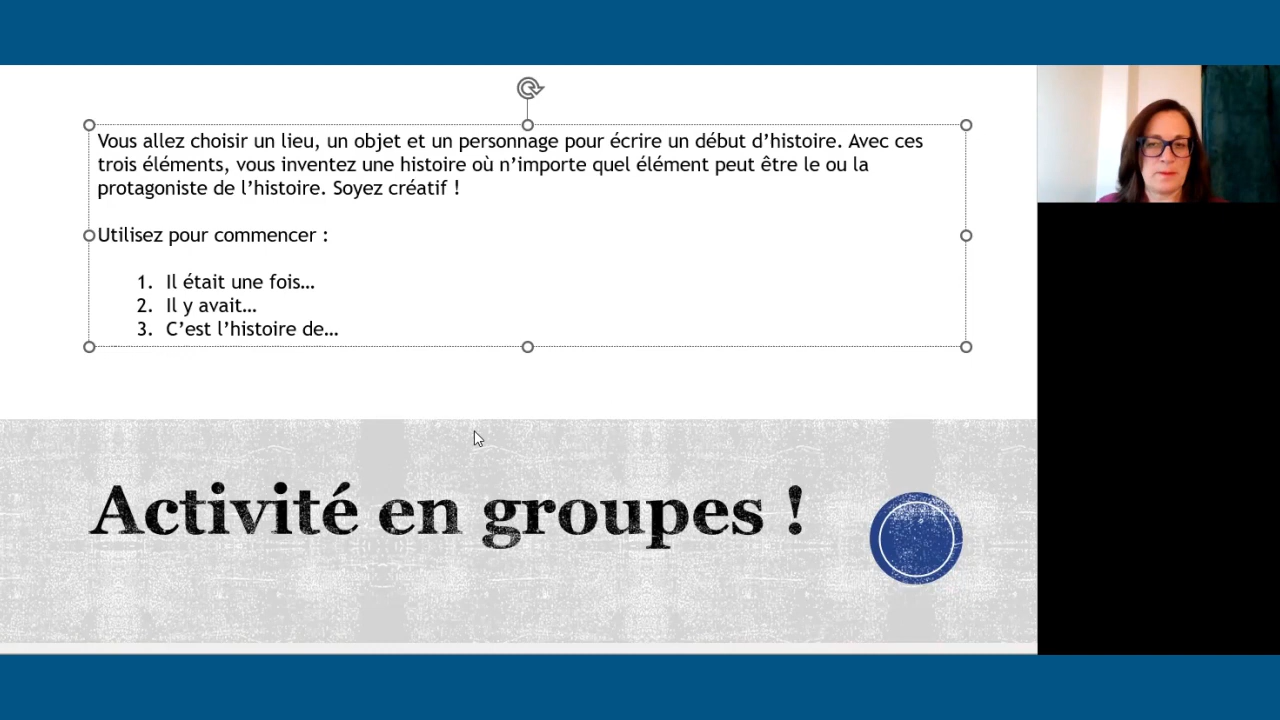 Vous allez choisir un lieu, un objet et un personnage pour écrire un début d’histoire. Avec ces
trois éléments, vous inventez une histoire où n’importe quel élément peut être le ou la
protagoniste de l’histoire. Soyez créatif !
Utilisez pour commencer :
1. Il était une fois…
2. Il y avait…
3. C’est l’histoire de…
Activité en groupes !